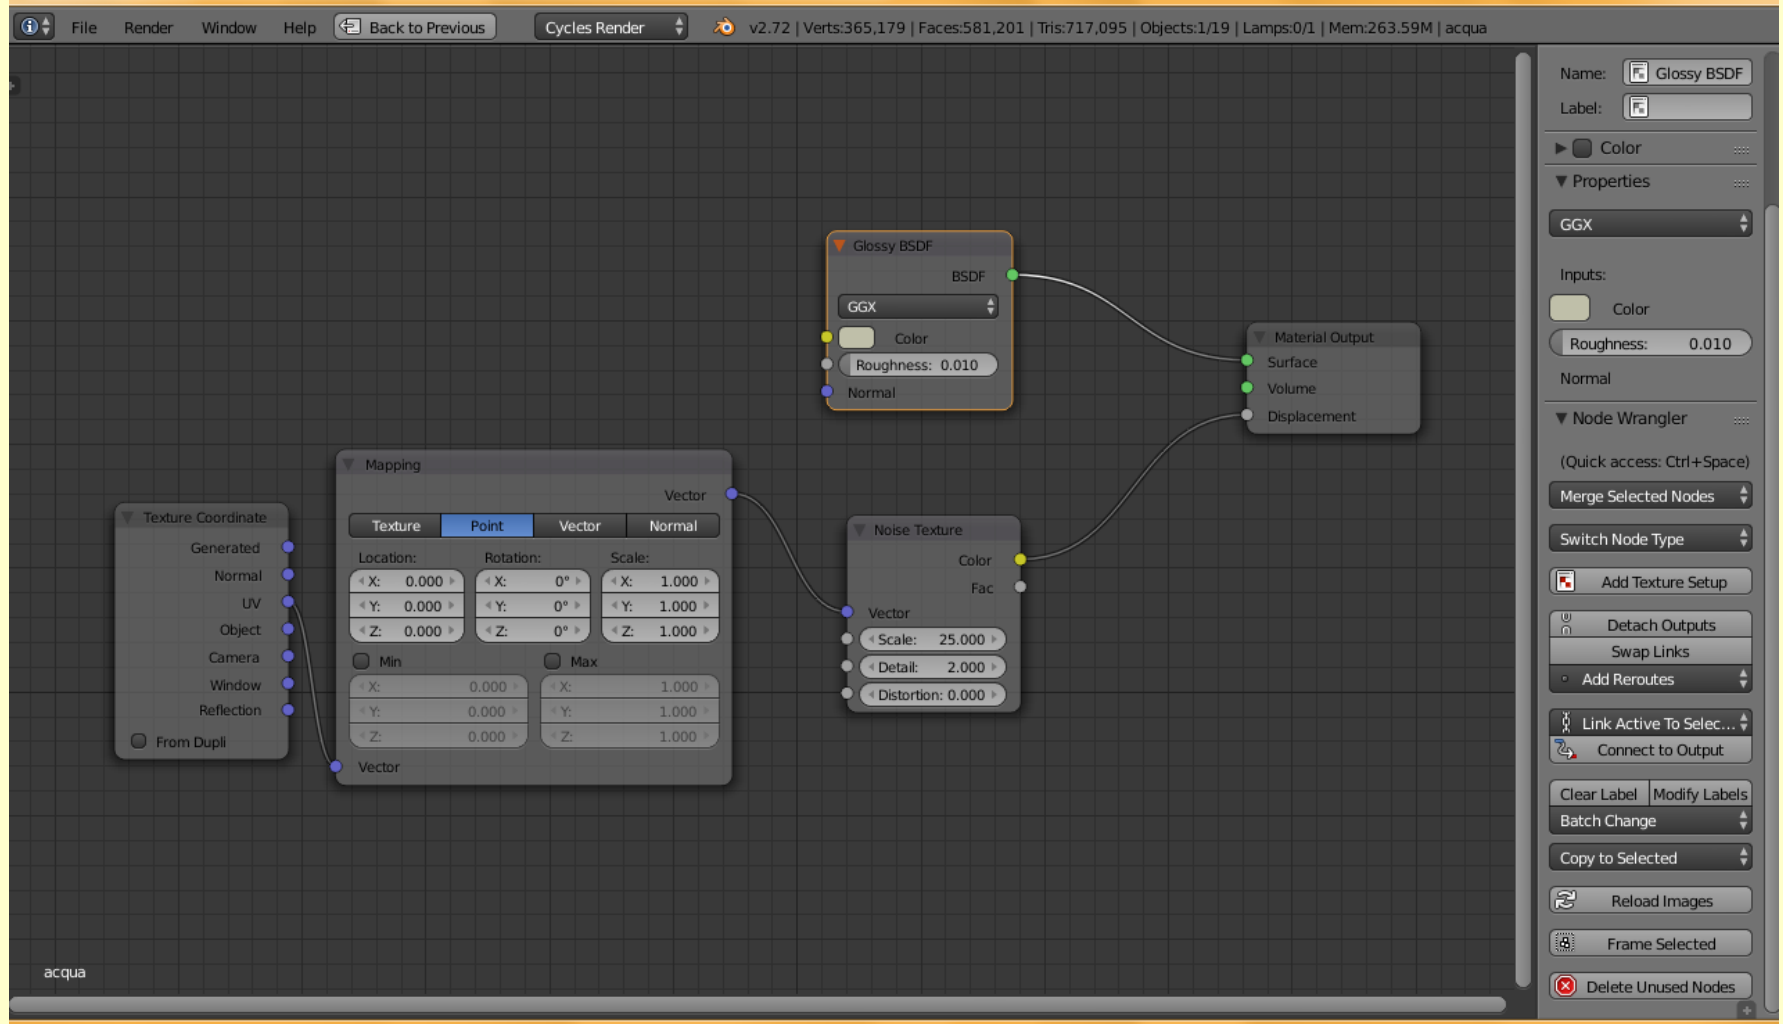 File Render Window Help Back to Previous Cycles Render v2.72 | Verts:365,179 | Faces:581,201 | Tris:717,095 | Objects:1/19 | Lamps:0/1 | Mem:263.59M | acqua
Glossy BSDF
BSDF
GGX
Color
Roughness: 0.010
Normal
Material Output
Surface
Volume
Displacement
Mapping
Vector
Texture Point Vector Normal
Location: Rotation: Scale:
X: 0.000 X: 0° X: 1.000
Y: 0.000 Y: 0° Y: 1.000
Z: 0.000 Z: 0° Z: 1.000
Min Max
X: 0.000 X: 1.000
Y: 0.000 Y: 1.000
Z: 0.000 Z: 1.000
Vector
Texture Coordinate
Generated
Normal
UV
Object
Camera
Window
Reflection
From Dupli
Noise Texture
Color
Fac
Vector
Scale: 25.000
Detail: 2.000
Distortion: 0.000
acqua
Name: Glossy BSDF
Label:
Color
Properties
GGX
Inputs:
Color
Roughness: 0.010
Normal
Node Wrangler
(Quick access: Ctrl+Space)
Merge Selected Nodes
Switch Node Type
Add Texture Setup
Detach Outputs
Swap Links
Add Reroutes
Link Active To Selec...
Connect to Output
Clear Label Modify Labels
Batch Change
Copy to Selected
Reload Images
Frame Selected
Delete Unused Nodes